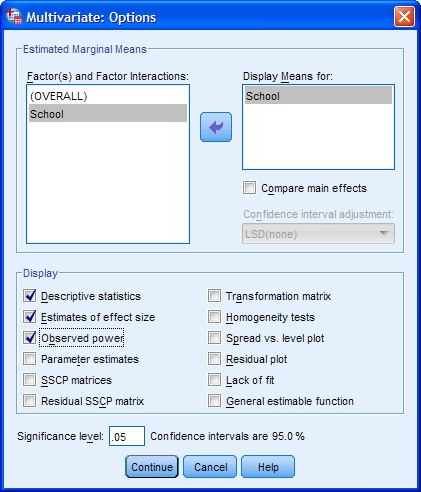 Multivariate: Options
Estimated Marginal Means
Factor(s) and Factor Interactions:
(OVERALL)
School
Display Means for:
School
Compare main effects
Confidence interval adjustment:
LSD(none)
Display
Descriptive statistics
Estimates of effect size
Observed power
Parameter estimates
SSCP matrices
Residual SSCP matrix
Transformation matrix
Homogeneity tests
Spread vs. level plot
Residual plot
Lack of fit
General estimable function
Significance level: .05 Confidence intervals are 95.0 %
Continue Cancel Help